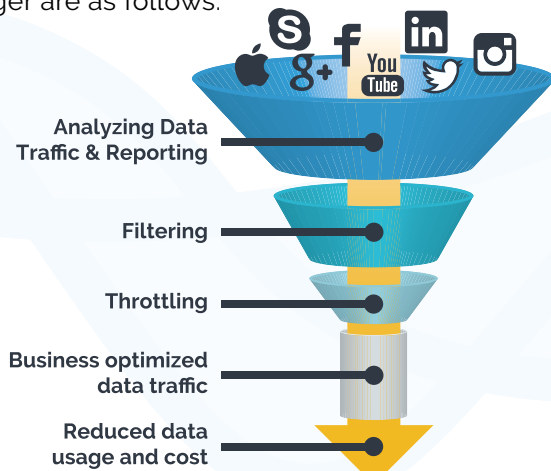 ger are as follows:
in
f
S
You
Tube
g+
Analyzing Data
Traffic & Reporting
Filtering
Throttling
Business optimized
data traffic
Reduced data
usage and cost